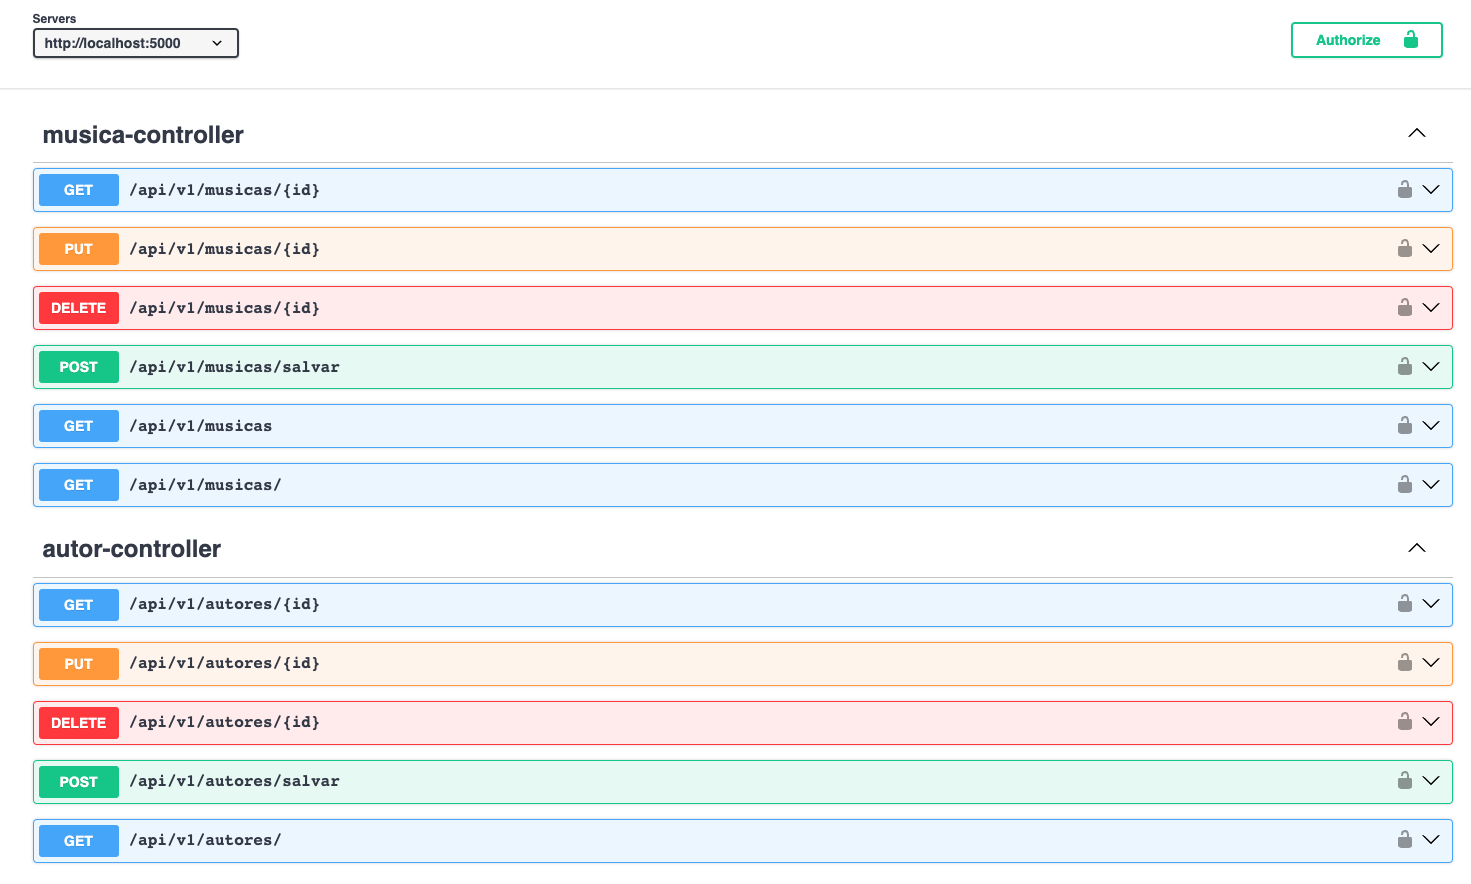 Servers
http://localhost:5000
Authorize
musica-controller
GET /api/v1/musicas/{id}
PUT /api/v1/musicas/{id}
DELETE /api/v1/musicas/{id}
POST /api/v1/musicas/salvar
GET /api/v1/musicas
GET /api/v1/musicas/
autor-controller
GET /api/v1/autores/{id}
PUT /api/v1/autores/{id}
DELETE /api/v1/autores/{id}
POST /api/v1/autores/salvar
GET /api/v1/autores/